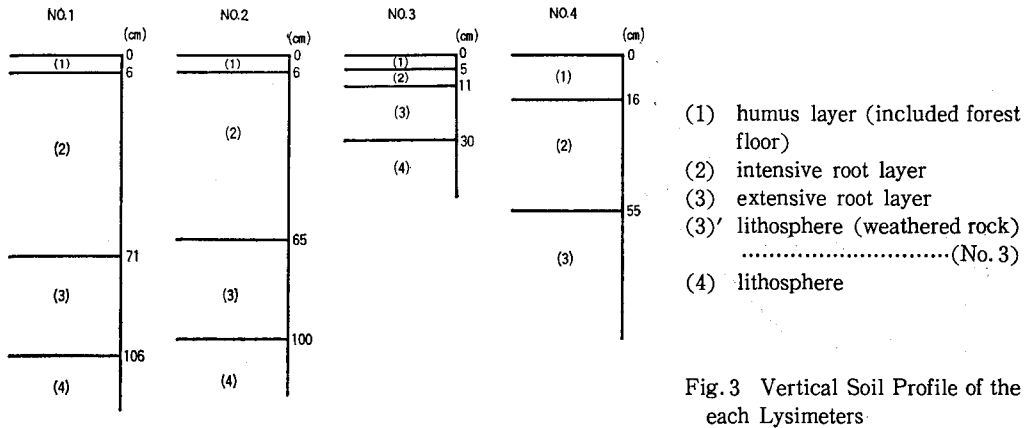 NO.1
(cm)
0
(1)
6
(2)
71
(3)
106
(4)
NO.2
(cm)
0
(1)
6
(2)
65
(3)
100
(4)
NO.3
(cm)
0
(1)
5
(2)
11
(3)
30
(4)
NO.4
(cm)
0
(1)
16
(2)
55
(3)
(1) humus layer (included forest
floor)
(2) intensive root layer
(3) extensive root layer
(3)′ lithosphere (weathered rock)
······························(No. 3)
(4) lithosphere
Fig. 3 Vertical Soil Profile of the
each Lysimeters